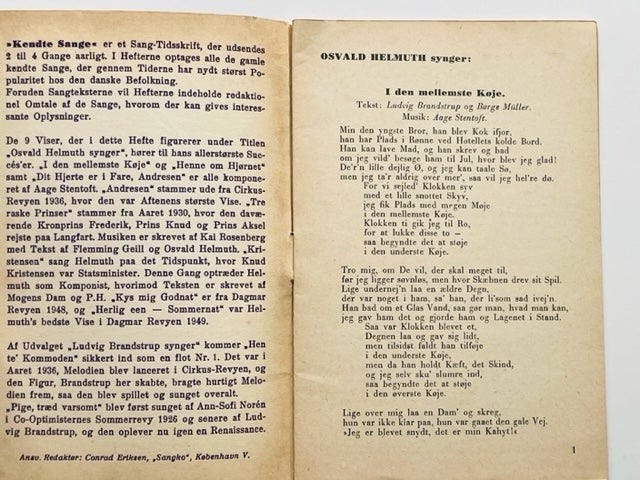 »Kendte Sange« er et Sang-Tidsskrift, der udsendes
2 til 4 Gange aarligt. I Hefterne optages alle de gamle
kendte Sange, der gennem Tiderne har nydt størst Po-
pularitet hos den danske Befolkning.
Foruden Sangteksterne vil Hefterne indeholde redaktio-
nel Omtale af de Sange, hvorom der kan gives interes-
sante Oplysninger.
De 9 Viser, der i dette Hefte figurerer under Titlen
„Osvald Helmuth synger“, hører til hans allerstørste Suc-
cés'er. „I den mellemste Køje“ og „Henne om Hjørnet“
samt „Dit Hjerte er i Fare, Andresen“ er alle kompone-
ret af Aage Stentoft. „Andresen“ stammer ude fra Cirkus-
Revyen 1936, hvor den var Aftenens største Vise. „Tre
raske Prinser“ stammer fra Aaret 1930, hvor den davæ-
rende Kronprins Frederik, Prins Knud og Prins Aksel
rejste paa Langfart. Musiken er skrevet af Kai Rosenberg
med Tekst af Flemming Geill og Osvald Helmuth. „Kri-
stensen“ sang Helmuth paa det Tidspunkt, hvor Knud
Kristensen var Statsminister. Denne Gang optræder Hel-
muth som Komponist, hvorimod Teksten er skrevet af
Mogens Dam og P.H. „Kys mig Godnat“ er fra Dagmar
Revyen 1948, og „Herlig een — Sommernat“ var Hel-
muth's bedste Vise i Dagmar Revyen 1949.
Af Udvalget „Ludvig Brandstrup synger“ kommer „Hen-
te' Kommoden“ sikkert ind som en flot Nr. 1. Det var i
Aaret 1936, Melodien blev lanceret i Cirkus-Revyen, og
den Figur, Brandstrup her skabte, bragte hurtigt Melo-
dien frem, saa den blev spillet og sunget overalt.
„Pige, træd varsomt“ blev først sunget af Ann-Sofi Norén
i Co-Optimisternes Sommerrevy 1926 og senere af Lud-
vig Brandstrup, og den oplever nu igen en Renaissance.
Ansv. Redaktør: Conrad Eriksen, „Sangko“, København V.
OSVALD HELMUTH synger:
I den mellemste Køje.
Tekst: Ludvig Brandstrup og Børge Müller.
Musik: Aage Stentoft.
Min den yngste Bror, han blev Kok ifjor,
han har Plads i Rønne ved Hotellets kolde Bord.
Han kan lave Mad, og han skrev og bad
om jeg vild' besøge ham til Jul, hvor blev jeg glad!
De'r'n lille dejlig Ø, og jeg kan taale Sø,
men jeg ta'r aldrig over mer', saa vil jeg hel're dø.
For vi sejled' Klokken syv
med et lille snottet Skyv,
jeg fik Plads med megen Møje
i den mellemste Køje.
Klokken ti gik jeg til Ro,
for at lukke disse to —
saa begyndte det at støje
i den underste Køje.
Tro mig, om De vil, der skal meget til,
før jeg ligger søvnløs, men hvor Skæbnen drev sit Spil.
Lige undernej'n laa en ældre Degn,
der var noget i ham, sa' han, der li'som sad ivej'n.
Han bad om et Glas Vand, saa gør man, hvad man kan,
jeg gav ham det og gjorde ham og Lagenet i Stand.
Saa var Klokken blevet et,
Degnen laa og gav sig lidt,
men tilsidst faldt han tilføje
i den underste Køje,
men da han holdt Kæft, det Skind,
og jeg selv sku' slumre ind,
saa begyndte det at støje
i den øverste Køje.
Lige over mig laa en Dam' og skreg,
hun var ikke klar paa, hun var gaaet den gale Vej.
»Jeg er blevet snydt, det er min Kahyt!«
1